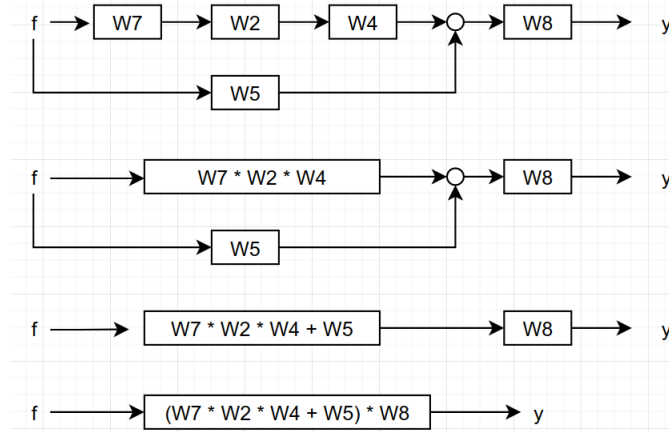 f W7 W2 W4 W8 y
W5
f W7 * W2 * W4 W8 y
W5
f W7 * W2 * W4 + W5 W8 y
f (W7 * W2 * W4 + W5) * W8 y